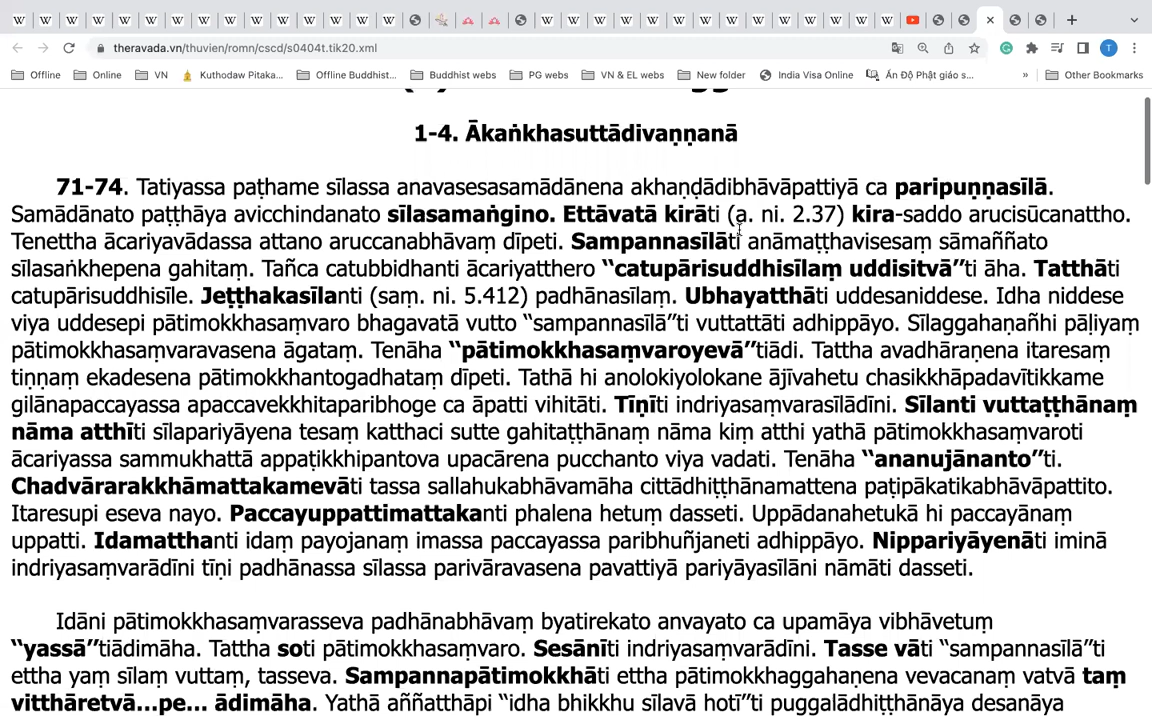 theravada.vn/thuvien/romn/cscd/s0404t.tik20.xml
Offline Online VN Kuthodaw Pitaka... Offline Buddhist... Buddhist webs PG webs VN & EL webs New folder India Visa Online Ấn Độ Phật giáo s... » Other Bookmarks
1-4. Ākaṅkhasuttādivaṇṇanā
71-74. Tatiyassa paṭhame sīlassa anavasesasamādānena akhaṇḍādibhāvāpattiyā ca paripuṇṇasīlā.
Samādānato paṭṭhāya avicchindanato sīlasamaṅgino. Ettāvatā kirāti (a. ni. 2.37) kira-saddo arucisūcanattho.
Tenettha ācariyavādassa attano aruccanabhāvaṃ dīpeti. Sampannasīlāti anāmaṭṭhavisesaṃ sāmaññato
sīlasaṅkhepena gahitaṃ. Tañca catubbidhanti ācariyatthero “catupārisuddhisīlaṃ uddisitvā”ti āha. Tatthāti
catupārisuddhisīle. Jeṭṭhakasīlanti (saṃ. ni. 5.412) padhānasīlaṃ. Ubhayatthāti uddesaniddese. Idha niddese
viya uddesepi pātimokkhasaṃvaro bhagavatā vutto “sampannasīlā”ti vuttattāti adhippāyo. Sīlaggahaṇañhi pāḷiyaṃ
pātimokkhasaṃvaravasena āgataṃ. Tenāha “pātimokkhasaṃvaroyevā”tiādi. Tattha avadhāraṇena itaresaṃ
tiṇṇaṃ ekadesena pātimokkhantogadhataṃ dīpeti. Tathā hi anolokiyolokane ājīvahetu chasikkhāpadavītikkame
gilānapaccayassa apaccavekkhitaparibhoge ca āpatti vihitāti. Tīṇīti indriyasaṃvarasīlādīni. Sīlanti vuttaṭṭhānaṃ
nāma atthīti sīlapariyāyena tesaṃ katthaci sutte gahitaṭṭhānaṃ nāma kiṃ atthi yathā pātimokkhasaṃvaroti
ācariyassa sammukhattā appaṭikkhipantova upacārena pucchanto viya vadati. Tenāha “ananujānanto”ti.
Chadvārarakkhāmattakamevāti tassa sallahukabhāvamāha cittādhiṭṭhānamattena paṭipākatikabhāvāpattito.
Itaresupi eseva nayo. Paccayuppattimattakanti phalena hetuṃ dasseti. Uppādanahetukā hi paccayānaṃ
uppatti. Idamatthanti idaṃ payojanaṃ imassa paccayassa paribhuñjaneti adhippāyo. Nippariyāyenāti iminā
indriyasaṃvarādīni tīṇi padhānassa sīlassa parivāravasena pavattiyā pariyāyasīlāni nāmāti dasseti.
Idāni pātimokkhasaṃvarasseva padhānabhāvaṃ byatirekato anvayato ca upamāya vibhāvetuṃ
“yassā”tiādimāha. Tattha soti pātimokkhasaṃvaro. Sesānīti indriyasaṃvarādīni. Tasse vāti “sampannasīlā”ti
ettha yaṃ sīlaṃ vuttaṃ, tasseva. Sampannapātimokkhāti ettha pātimokkhaggahaṇena vevacanaṃ vatvā taṃ
vitthāretvā...pe... ādimāha. Yathā aññatthāpi “idha bhikkhu sīlavā hotī”ti puggalādhiṭṭhānāya desanāya